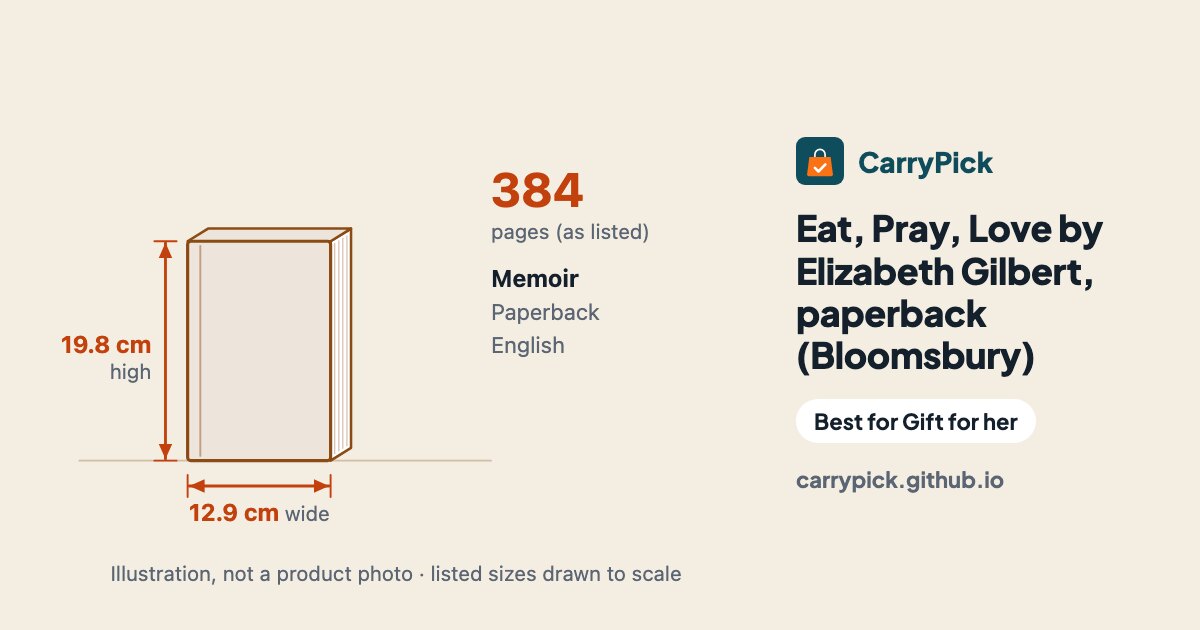 19.8 cm
high
12.9 cm wide
384
pages (as listed)
Memoir
Paperback
English
CarryPick
Eat, Pray, Love by
Elizabeth Gilbert,
paperback
(Bloomsbury)
Best for Gift for her
carrypick.github.io
Illustration, not a product photo · listed sizes drawn to scale